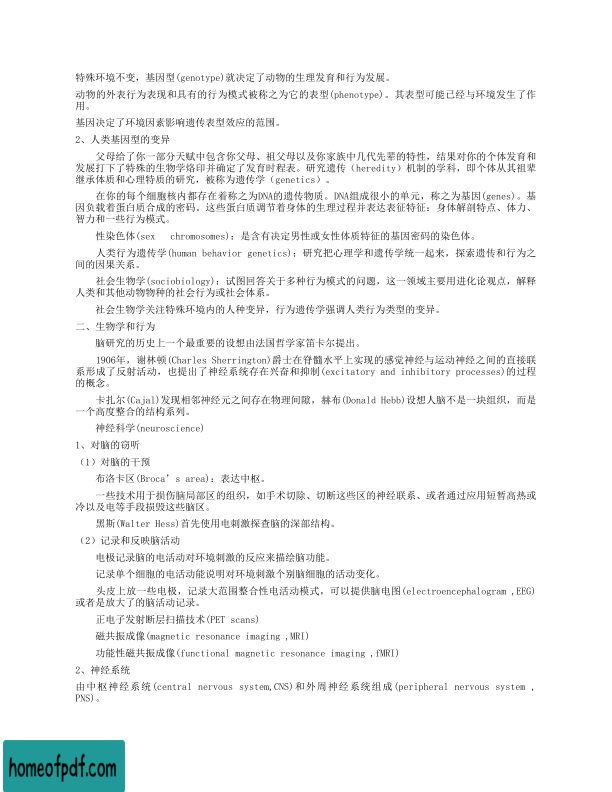 特殊环境不变，基因型(genotype)就决定了动物的生理发育和行为发展。
动物的外表行为表现和具有的行为模式被称之为它的表型(phenotype)。其表型可能已经与环境发生了作
用。
基因决定了环境因素影响遗传表型效应的范围。
2、人类基因型的变异
父母给了你一部分天赋中包含你父母、祖父母以及你家族中几代先辈的特性，结果对你的个体发育和
发展打下了特殊的生物学烙印并确定了发育时程表。研究遗传（heredity）机制的学科，即个体从其祖辈
继承体质和心理特质的研究，被称为遗传学（genetics）。
在你的每个细胞核内都存在着称之为DNA的遗传物质。DNA组成很小的单元，称之为基因(genes)。基
因负载着蛋白质合成的密码。这些蛋白质调节着身体的生理过程并表达表征特征：身体解剖特点、体力、
智力和一些行为模式。
性染色体(sex  chromosomes)：是含有决定男性或女性体质特征的基因密码的染色体。
人类行为遗传学(human behavior genetics)：研究把心理学和遗传学统一起来，探索遗传和行为之
间的因果关系。
社会生物学(sociobiology)：试图回答关于多种行为模式的问题，这一领域主要用进化论观点，解释
人类和其他动物物种的社会行为或社会体系。
社会生物学关注特殊环境内的人种变异，行为遗传学强调人类行为类型的变异。
二、生物学和行为
脑研究的历史上一个最重要的设想由法国哲学家笛卡尔提出。
1906年，谢林顿(Charles Sherrington)爵士在脊髓水平上实现的感觉神经与运动神经之间的直接联
系形成了反射活动，也提出了神经系统存在兴奋和抑制(excitatory and inhibitory processes)的过程
的概念。
卡扎尔(Cajal)发现相邻神经元之间存在物理间隙，赫布(Donald Hebb)设想人脑不是一块组织，而是
一个高度整合的结构系列。
神经科学(neuroscience)
1、对脑的窃听
（1）对脑的干预
布洛卡区(Broca’s area)：表达中枢。
一些技术用于损伤脑局部区的组织，如手术切除、切断这些区的神经联系、或者通过应用短暂高热或
冷以及电等手段损毁这些脑区。
黑斯(Walter Hess)首先使用电刺激探查脑的深部结构。
（2）记录和反映脑活动
电极记录脑的电活动对环境刺激的反应来描绘脑功能。
记录单个细胞的电活动能说明对环境刺激个别脑细胞的活动变化。
头皮上放一些电极，记录大范围整合性电活动模式，可以提供脑电图(electroencephalogram ,EEG)
或者是放大了的脑活动记录。
正电子发射断层扫描技术(PET scans)
磁共振成像(magnetic resonance imaging ,MRI)
功能性磁共振成像(functional magnetic resonance imaging ,fMRI)
2、神经系统
由中枢神经系统(central nervous system,CNS)和外周神经系统组成(peripheral nervous system ,
PNS)。
homeofpdf.com